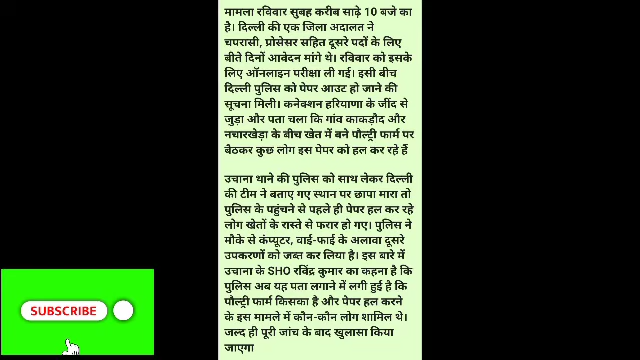 मामला रविवार सुबह करीब साढ़े 10 बजे का
है। दिल्ली की एक जिला अदालत ने
चपरासी, प्रोसेसर सहित दूसरे पदों के लिए
बीते दिनों आवेदन मांगे थे। रविवार को इसके
लिए ऑनलाइन परीक्षा ली गई। इसी बीच
दिल्ली पुलिस को पेपर आउट हो जाने की
सूचना मिली। कनेक्शन हरियाणा के जींद से
जुड़ा और पता चला कि गांव काकड़ौद और
नचारखेड़ा के बीच खेत में बने पौल्ट्री फार्म पर
बैठकर कुछ लोग इस पेपर को हल कर रहे हैं
उचाना थाने की पुलिस को साथ लेकर दिल्ली
की टीम ने बताए गए स्थान पर छापा मारा तो
पुलिस के पहुंचने से पहले ही पेपर हल कर रहे
लोग खेतों के रास्ते से फरार हो गए। पुलिस ने
मौके से कंप्यूटर, वाई-फाई के अलावा दूसरे
उपकरणों को जब्त कर लिया है। इस बारे में
उचाना के SHO रविंद्र कुमार का कहना है कि
पुलिस अब यह पता लगाने में लगी हुई है कि
पौल्ट्री फार्म किसका है और पेपर हल करने
के इस मामले में कौन-कौन लोग शामिल थे।
जल्द ही पूरी जांच के बाद खुलासा किया
जाएगा
SUBSCRIBE